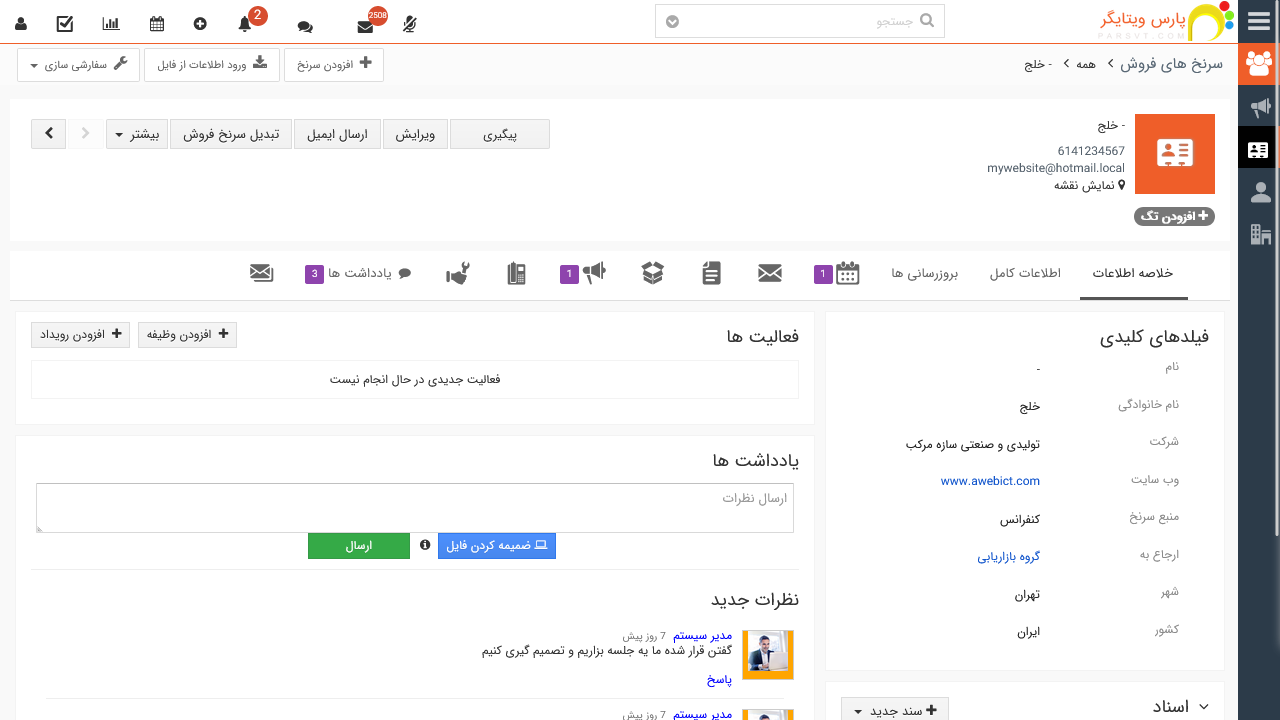 پارس ویتایگر
PARSVT.COM
جستجو
2508
2
سرنخ های فروش > همه > - خلج
افزودن سرنخ
ورود اطلاعات از فایل
سفارشی سازی
- خلج
6141234567
mywebsite@hotmail.local
نمایش نقشه
افزودن تگ
پیگیری
ویرایش
ارسال ایمیل
تبدیل سرنخ فروش
بیشتر
خلاصه اطلاعات
اطلاعات کامل
بروزرسانی ها
1
1
یادداشت ها 3
فیلدهای کلیدی
نام -
نام خانوادگی خلج
شرکت تولیدی و صنعتی سازه مرکب
وب سایت www.awebict.com
منبع سرنخ کنفرانس
ارجاع به گروه بازاریابی
شهر تهران
کشور ایران
اسناد
سند جدید
فعالیت ها
افزودن وظیفه
افزودن رویداد
فعالیت جدیدی در حال انجام نیست
یادداشت ها
ارسال نظرات
ضمیمه کردن فایل
ارسال
نظرات جدید
مدیر سیستم 7 روز پیش
گفتن قرار شده ما یه جلسه بزاریم و تصمیم گیری کنیم
پاسخ
مدیر سیستم 7 روز پیش